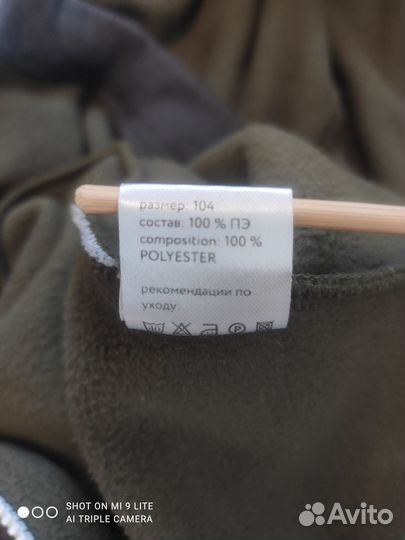 размер: 104
состав: 100 % ПЭ
composition: 100 %
POLYESTER
рекомендации по
уходу:
SHOT ON MI 9 LITE
AI TRIPLE CAMERA
Avito